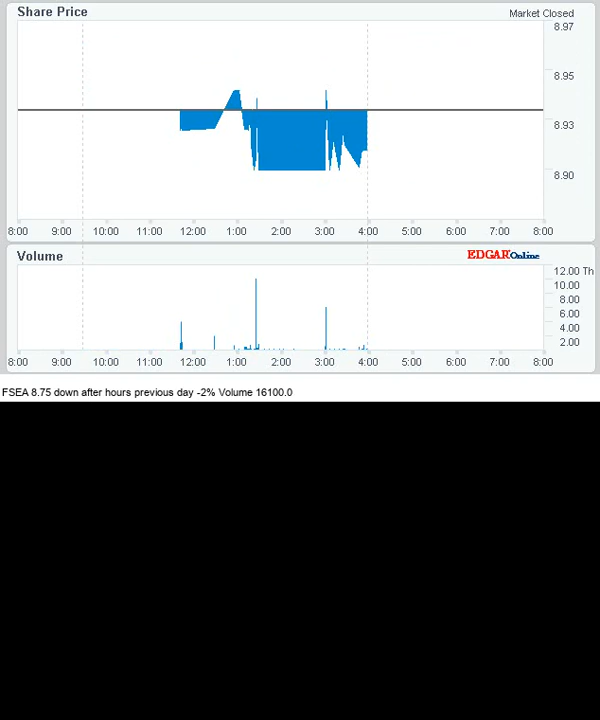 Share Price
Market Closed
8.97
8.95
8.93
8.90
8:00 9:00 10:00 11:00 12:00 1:00 2:00 3:00 4:00 5:00 6:00 7:00 8:00
Volume
EDGAR Online
12.00 Th
10.00
8.00
6.00
4.00
2.00
8:00 9:00 10:00 11:00 12:00 1:00 2:00 3:00 4:00 5:00 6:00 7:00 8:00
FSEA 8.75 down after hours previous day -2% Volume 16100.0